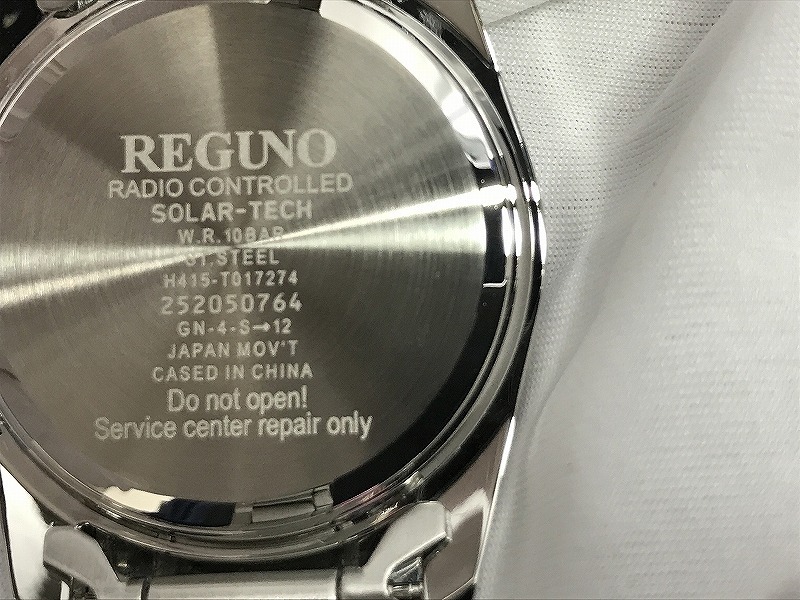 REGUNO
RADIO CONTROLLED
SOLAR-TECH
W.R.10BAR
ST.STEEL
H415-T017274
252050764
GN-4-S→12
JAPAN MOV'T
CASED IN CHINA
Do not open!
Service center repair only